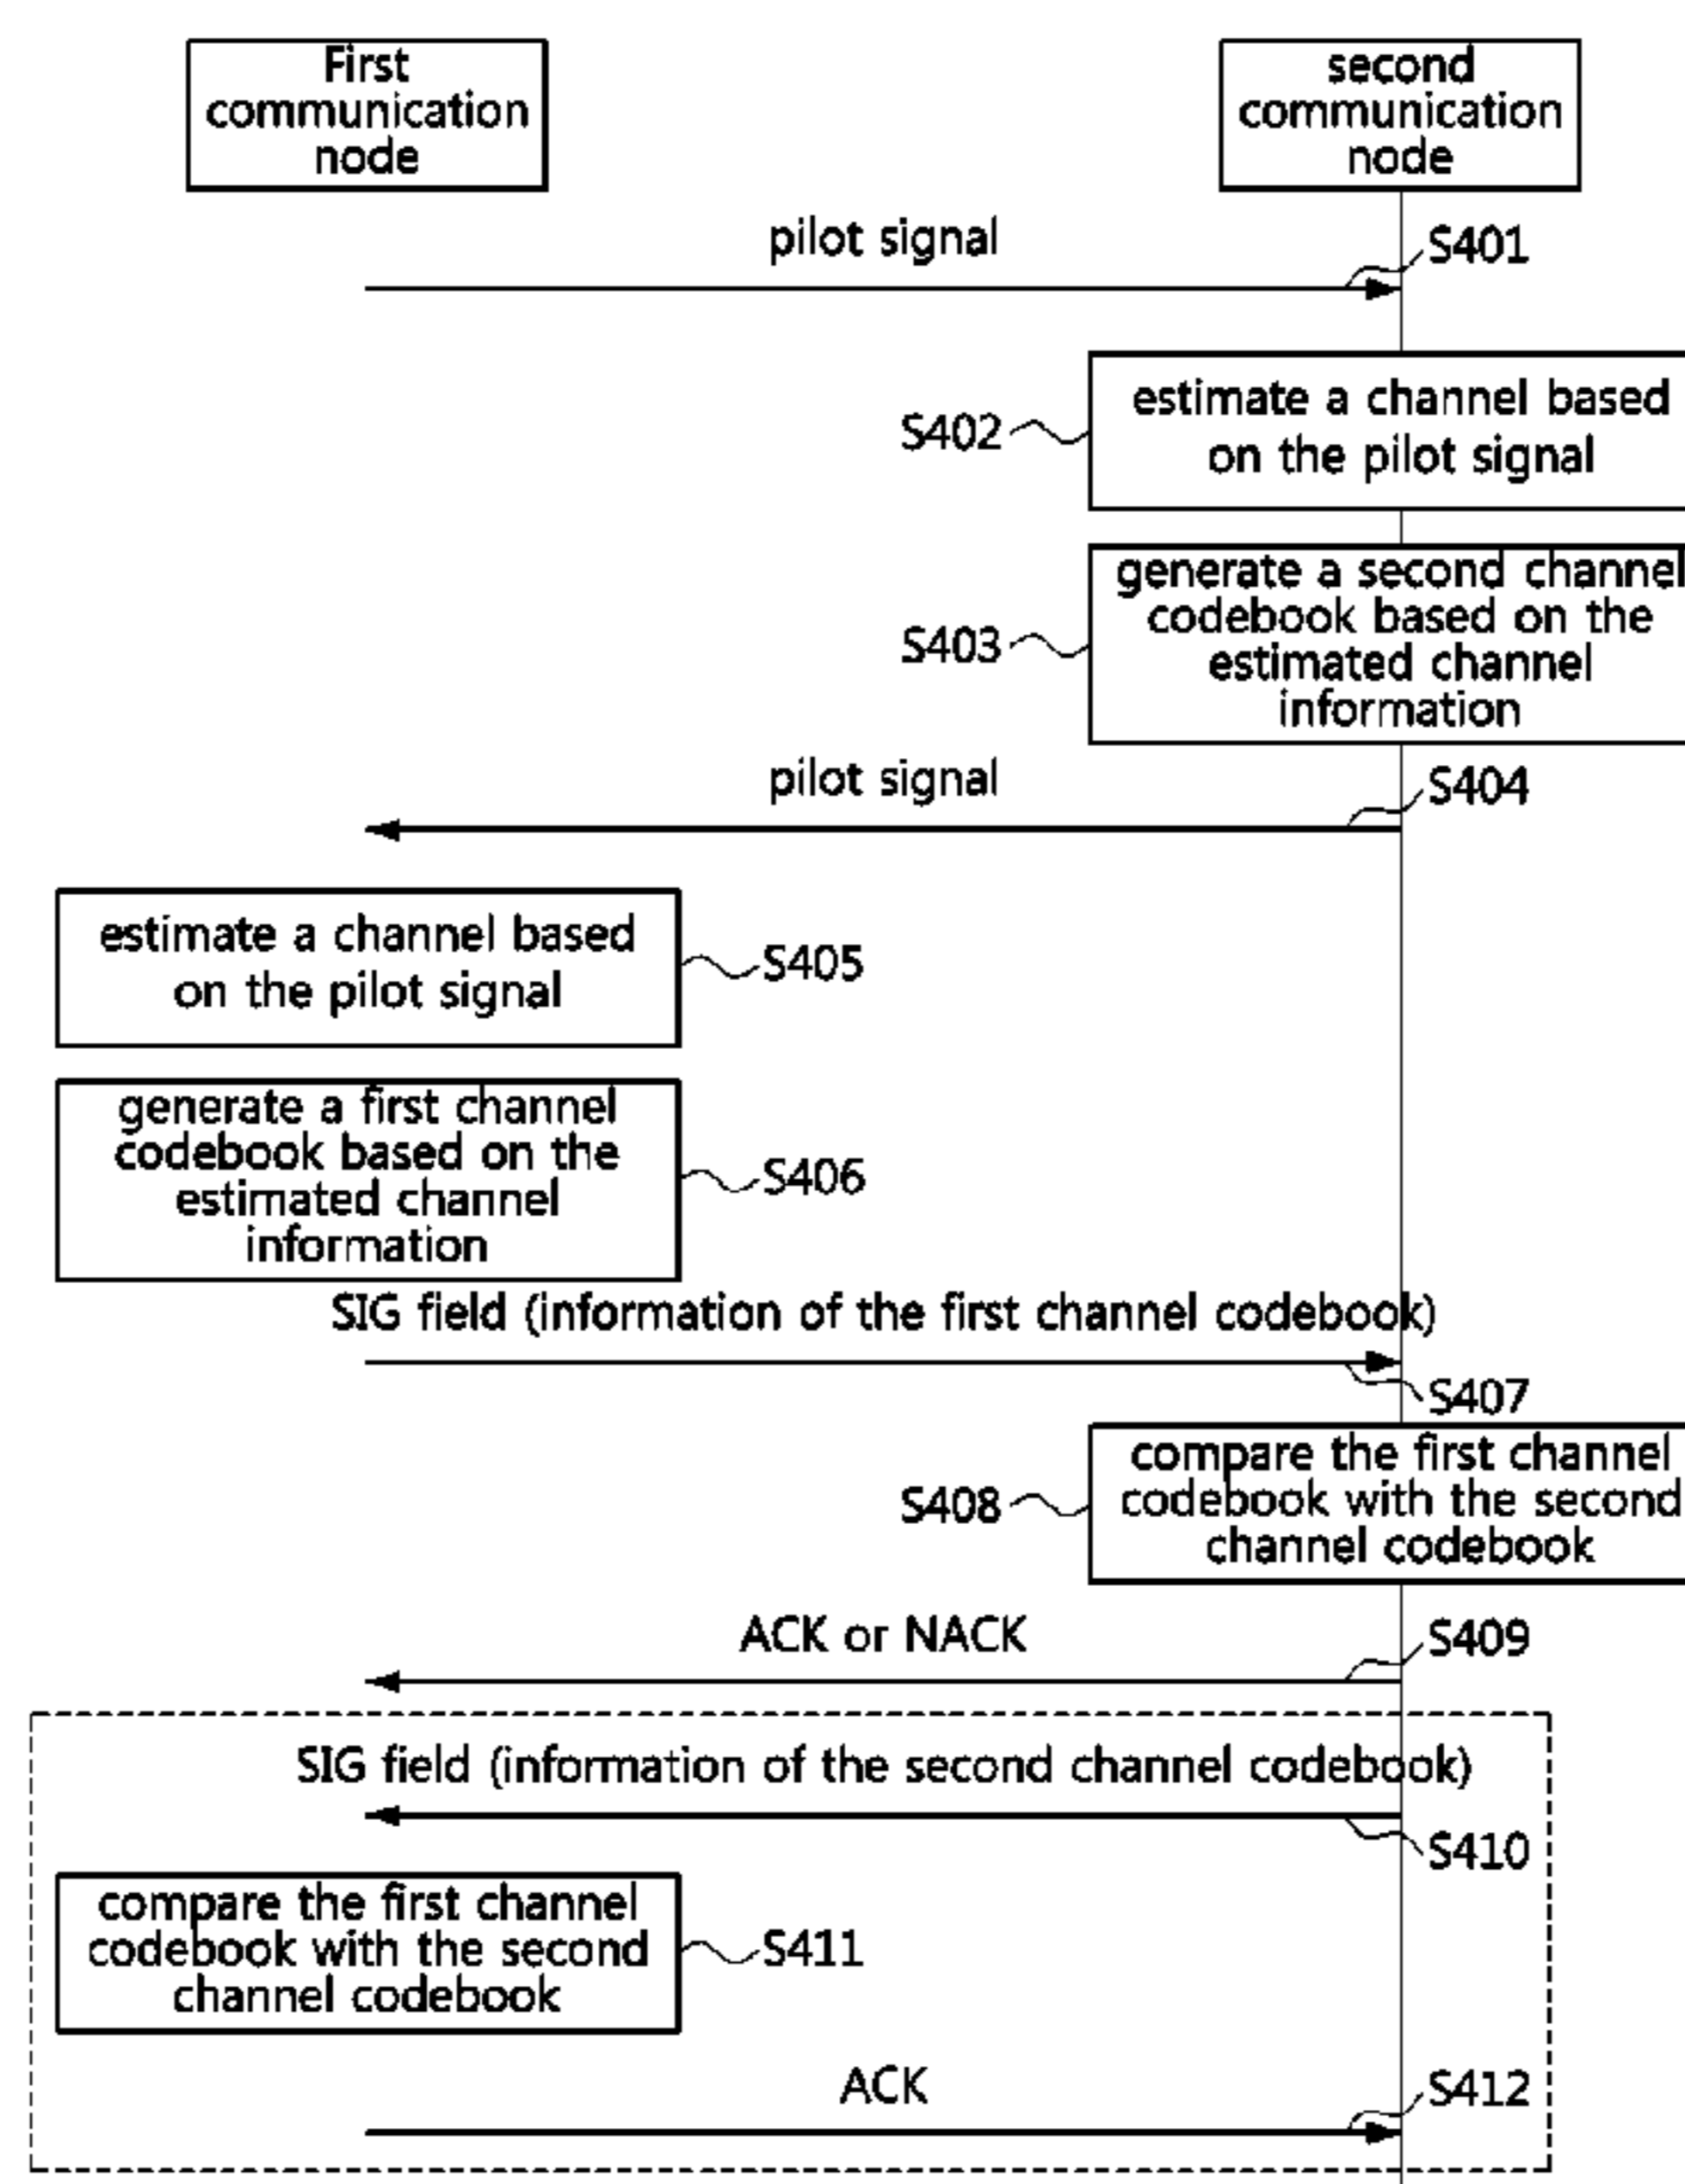 First
communication
node
second
communication
node
pilot signal
S401
estimate a channel based
on the pilot signal
S402
generate a second channel
codebook based on the
estimated channel
information
S403
pilot signal
S404
estimate a channel based
on the pilot signal
S405
generate a first channel
codebook based on the
estimated channel
information
S406
SIG field (information of the first channel codebook)
S407
compare the first channel
codebook with the second
channel codebook
S408
ACK or NACK
S409
SIG field (information of the second channel codebook)
S410
compare the first channel
codebook with the second
channel codebook
S411
ACK
S412